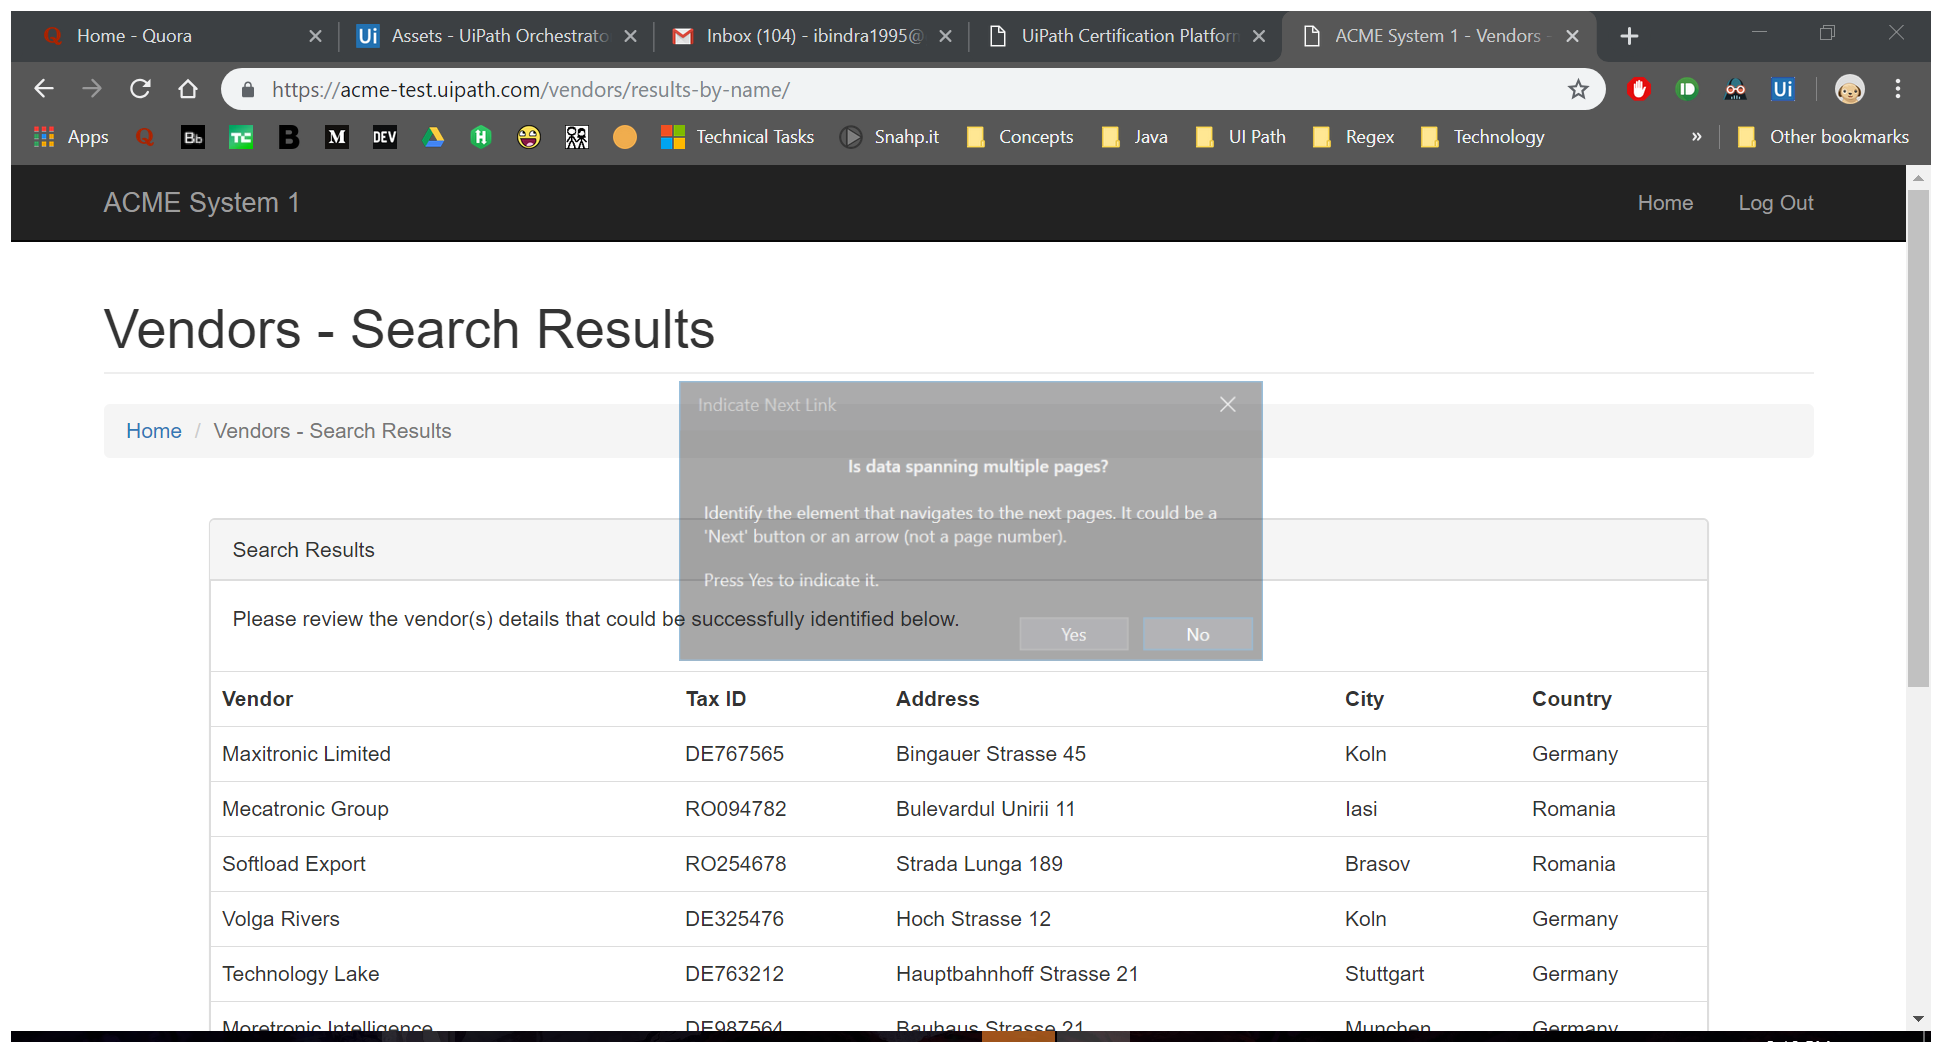 Home - Quora
Assets - UiPath Orchestrato
Inbox (104) - ibindra1995@
UiPath Certification Platform
ACME System 1 - Vendors -
https://acme-test.uipath.com/vendors/results-by-name/
Ui
Apps
Bb
TC
B
M
DEV
H
Technical Tasks
Snahp.it
Concepts
Java
UI Path
Regex
Technology
»
Other bookmarks
ACME System 1
Home
Log Out
Vendors - Search Results
Home / Vendors - Search Results
Indicate Next Link
Is data spanning multiple pages?
Identify the element that navigates to the next pages. It could be a
'Next' button or an arrow (not a page number).
Press Yes to indicate it.
Yes
No
Search Results
Please review the vendor(s) details that could be successfully identified below.
Vendor Tax ID Address City Country
Maxitronic Limited DE767565 Bingauer Strasse 45 Koln Germany
Mecatronic Group RO094782 Bulevardul Unirii 11 Iasi Romania
Softload Export RO254678 Strada Lunga 189 Brasov Romania
Volga Rivers DE325476 Hoch Strasse 12 Koln Germany
Technology Lake DE763212 Hauptbahnhoff Strasse 21 Stuttgart Germany
Moretronic Intelligence DE987564 Bauhaus Strasse 21 Munchen Germany